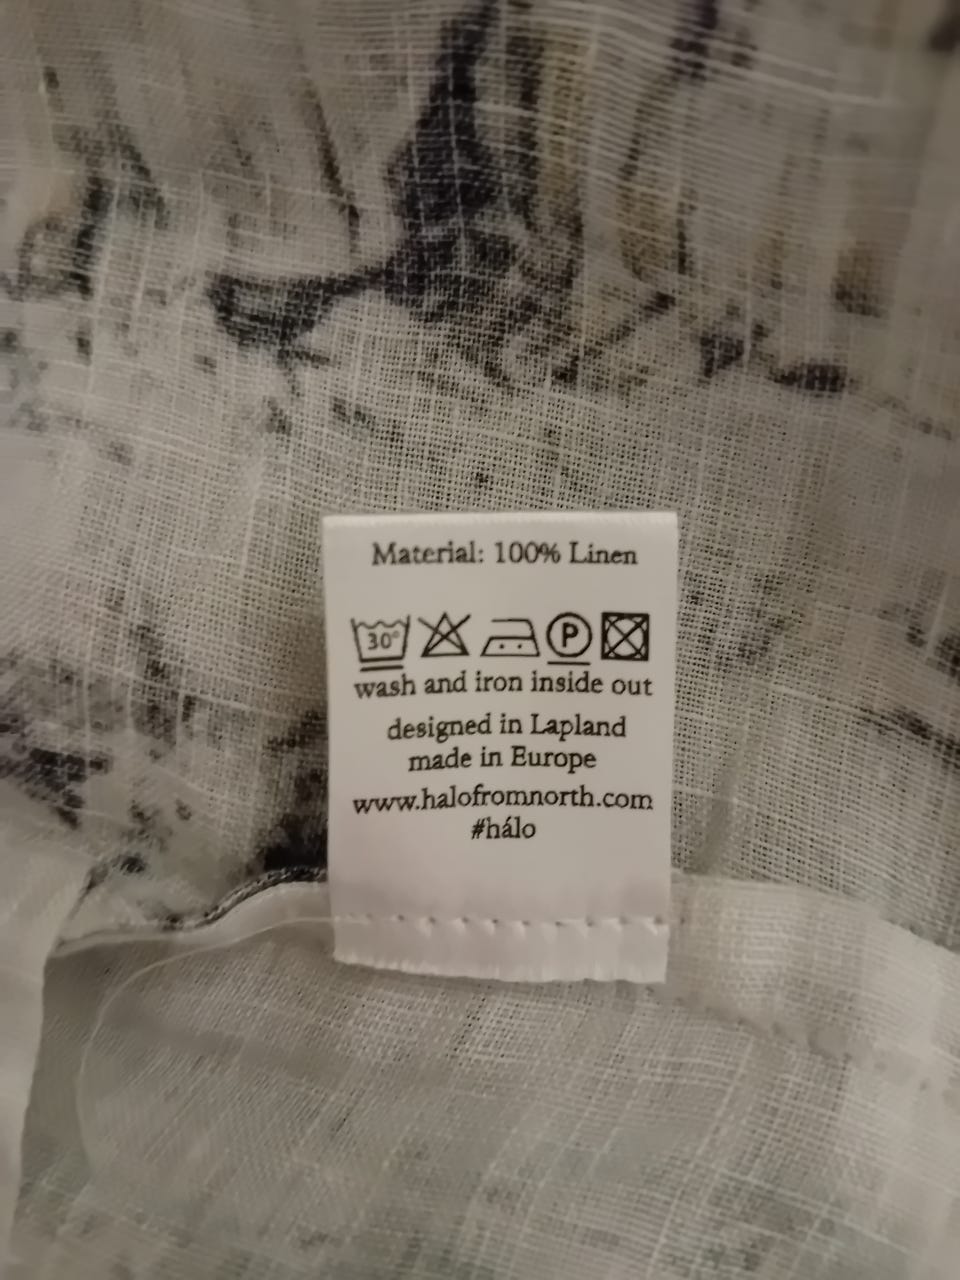 Material: 100% Linen
30° P
wash and iron inside out
designed in Lapland
made in Europe
www.halofromnorth.com
#hálo